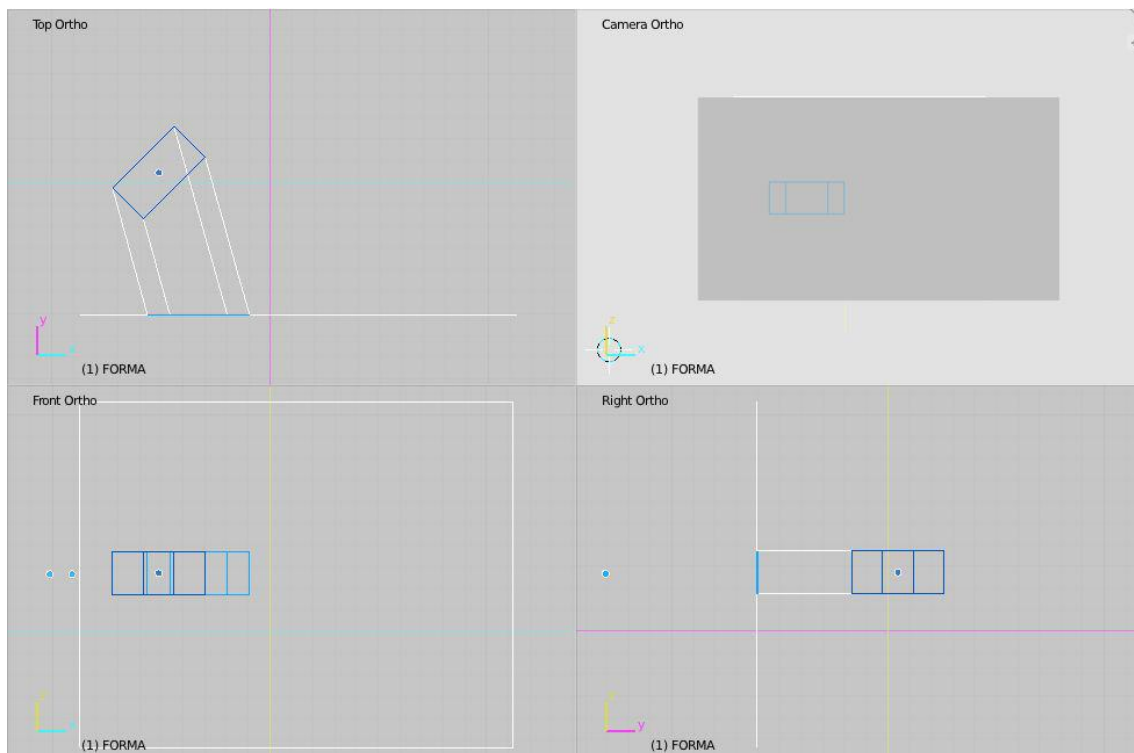 Top Ortho
y
x
(1) FORMA
Camera Ortho
z
x
(1) FORMA
Front Ortho
z
x
(1) FORMA
Right Ortho
z
y
(1) FORMA